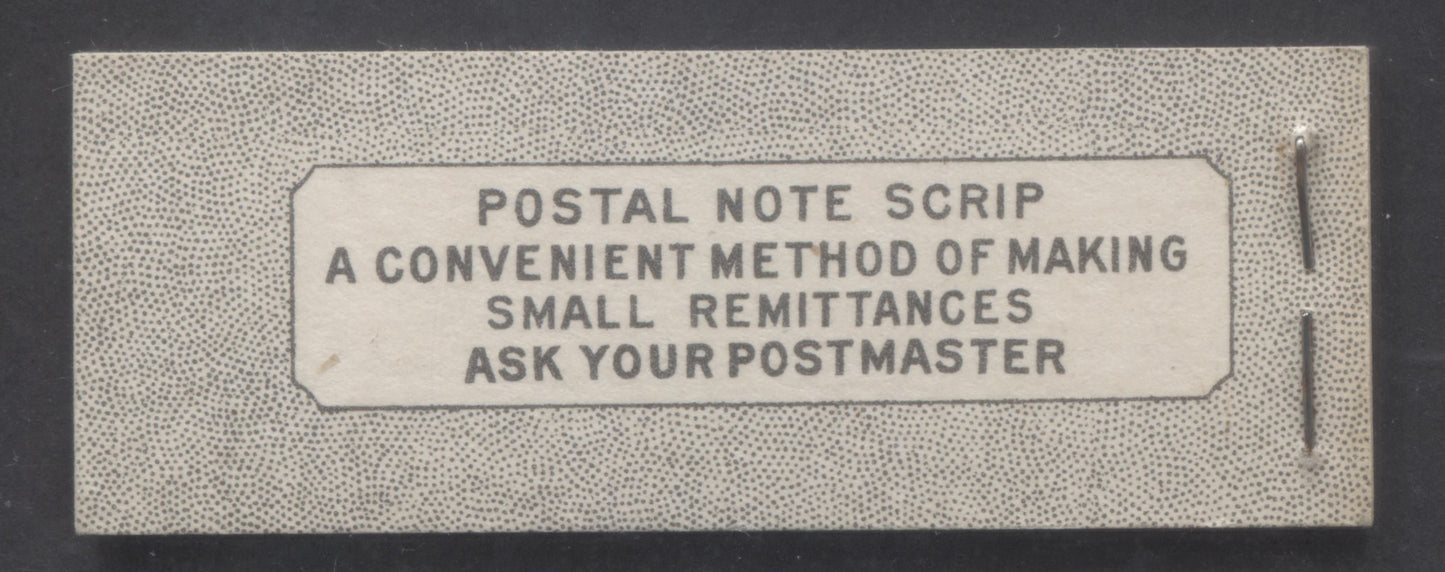 POSTAL NOTE SCRIP
A CONVENIENT METHOD OF MAKING
SMALL REMITTANCES
ASK YOUR POSTMASTER